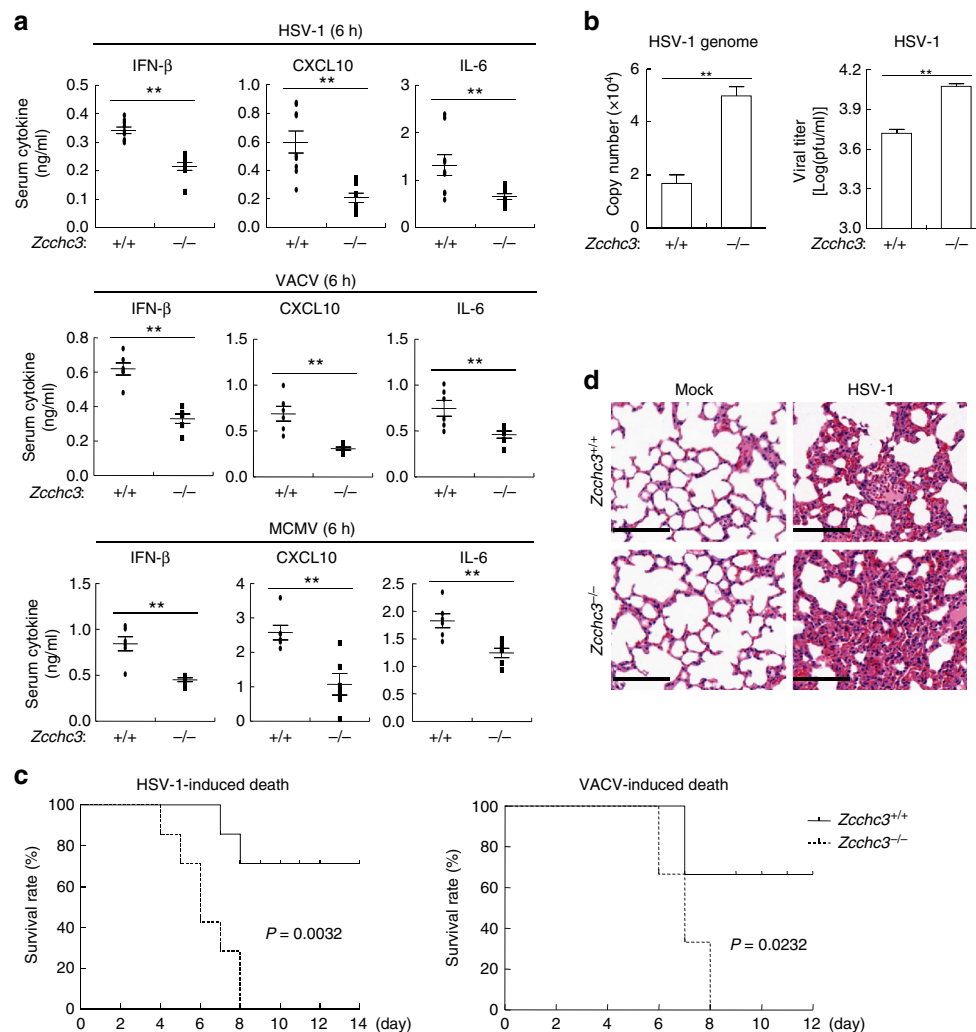 a
HSV-1 (6 h)
IFN-β CXCL10 IL-6
Serum cytokine
(ng/ml)
0.5
0.4
0.3
0.2
0.1
0
**
1.0
0.8
0.6
0.4
0.2
0
**
3
2
1
0
**
Zcchc3: +/+ –/– +/+ –/– +/+ –/–
VACV (6 h)
IFN-β CXCL10 IL-6
Serum cytokine
(ng/ml)
0.8
0.6
0.4
0.2
0
**
1.5
1.0
0.5
0
**
1.5
1.0
0.5
0
**
Zcchc3: +/+ –/– +/+ –/– +/+ –/–
MCMV (6 h)
IFN-β CXCL10 IL-6
Serum cytokine
(ng/ml)
1.5
1.0
0.5
0
**
4
3
2
1
0
**
2.5
2.0
1.5
1.0
0.5
0.0
**
Zcchc3: +/+ –/– +/+ –/– +/+ –/–
b
HSV-1 genome
Copy number (×10⁴)
6
4
2
0
**
Zcchc3: +/+ –/–
HSV-1
Viral titer
[Log(pfu/ml)]
4.2
3.9
3.6
3.3
3.0
**
Zcchc3: +/+ –/–
d
Mock HSV-1
Zcchc3+/+
Zcchc3–/–
c
HSV-1-induced death
Survival rate (%)
100
80
60
40
20
0
P = 0.0032
0 2 4 6 8 10 12 14 (day)
VACV-induced death
Survival rate (%)
100
80
60
40
20
0
P = 0.0232
0 2 4 6 8 10 12 (day)
Zcchc3+/+
Zcchc3–/–